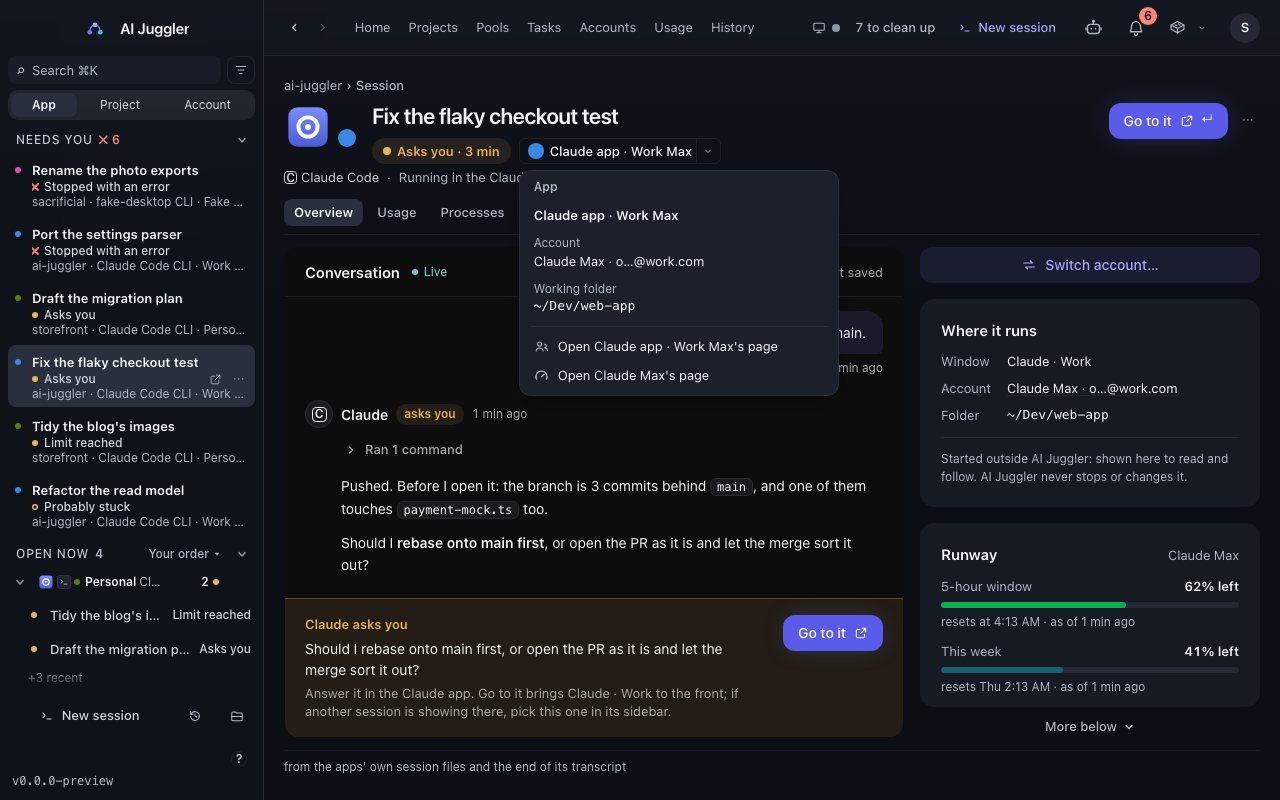 AI Juggler
Search ⌘K
App
Project
Account
NEEDS YOU 6
Rename the photo exports
Stopped with an error
sacrificial · fake-desktop CLI · Fake ...
Port the settings parser
Stopped with an error
ai-juggler · Claude Code CLI · Work ...
Draft the migration plan
Asks you
storefront · Claude Code CLI · Perso...
Fix the flaky checkout test
Asks you
ai-juggler · Claude Code CLI · Work ...
Tidy the blog's images
Limit reached
storefront · Claude Code CLI · Perso...
Refactor the read model
Probably stuck
ai-juggler · Claude Code CLI · Work ...
OPEN NOW 4
Your order
Personal Cl...
2
Tidy the blog's i...
Limit reached
Draft the migration p...
Asks you
+3 recent
New session
?
v0.0.0-preview
Home
Projects
Pools
Tasks
Accounts
Usage
History
7 to clean up
New session
6
S
ai-juggler › Session
Fix the flaky checkout test
Asks you · 3 min
Claude app · Work Max
Go to it
Claude Code · Running in the Claud
Overview
Usage
Processes
App
Claude app · Work Max
Account
Claude Max · o...@work.com
Working folder
~/Dev/web-app
Open Claude app · Work Max's page
Open Claude Max's page
Conversation
Live
t saved
ain.
min ago
C
Claude
asks you
1 min ago
Ran 1 command
Pushed. Before I open it: the branch is 3 commits behind main, and one of them
touches payment-mock.ts too.
Should I rebase onto main first, or open the PR as it is and let the merge sort it
out?
Claude asks you
Should I rebase onto main first, or open the PR as it is and let the
merge sort it out?
Answer it in the Claude app. Go to it brings Claude · Work to the front; if
another session is showing there, pick this one in its sidebar.
Go to it
Switch account...
Where it runs
Window Claude · Work
Account Claude Max · o...@work.com
Folder ~/Dev/web-app
Started outside AI Juggler: shown here to read and
follow. AI Juggler never stops or changes it.
Runway
Claude Max
5-hour window
62% left
resets at 4:13 AM · as of 1 min ago
This week
41% left
resets Thu 2:13 AM · as of 1 min ago
More below
from the apps' own session files and the end of its transcript